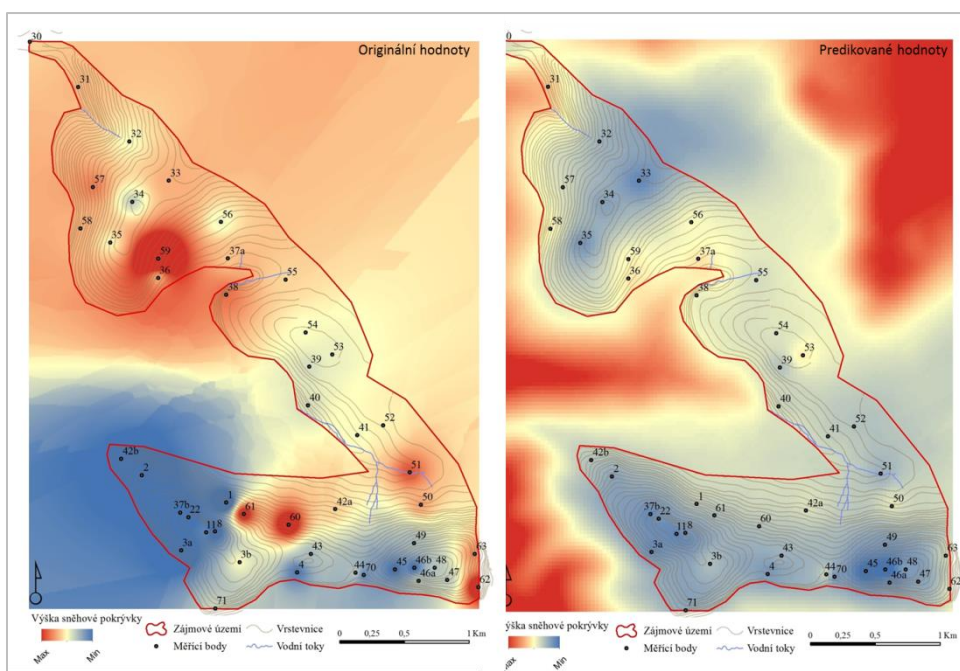 Originální hodnoty
30
31
32
33
57
34
58
35
56
59
37a
36
55
38
54
53
39
40
52
41
42b
51
2
50
1
42a
37b
22
61
60
118
49
3a
43
63
3b
45
46b
48
4
44
70
46a
47
62
71
Výška sněhové pokrývky
Max
Min
Zájmové území
Vrstevnice
Měřící body
Vodní toky
0 0,25 0,5 1 Km
Predikované hodnoty
0
31
32
33
57
34
58
35
56
59
37a
36
55
38
54
53
39
40
52
41
42b
51
2
50
1
42a
37b
22
61
60
118
49
3a
43
63
3b
45
46b
48
4
44
70
46a
47
62
71
výška sněhové pokrývky
Max
Min
Zájmové území
Vrstevnice
Měřící body
Vodní toky
0 0,25 0,5 1 Km